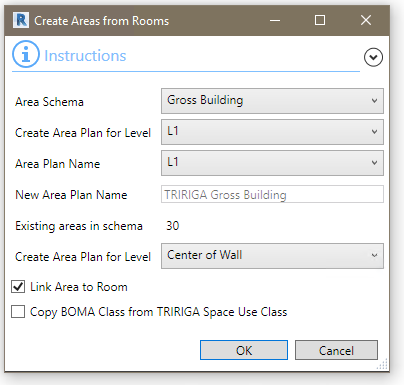 Create Areas from Rooms
Instructions
Area Schema Gross Building
Create Area Plan for Level L1
Area Plan Name L1
New Area Plan Name TRIRIGA Gross Building
Existing areas in schema 30
Create Area Plan for Level Center of Wall
Link Area to Room
Copy BOMA Class from TRIRIGA Space Use Class
OK Cancel